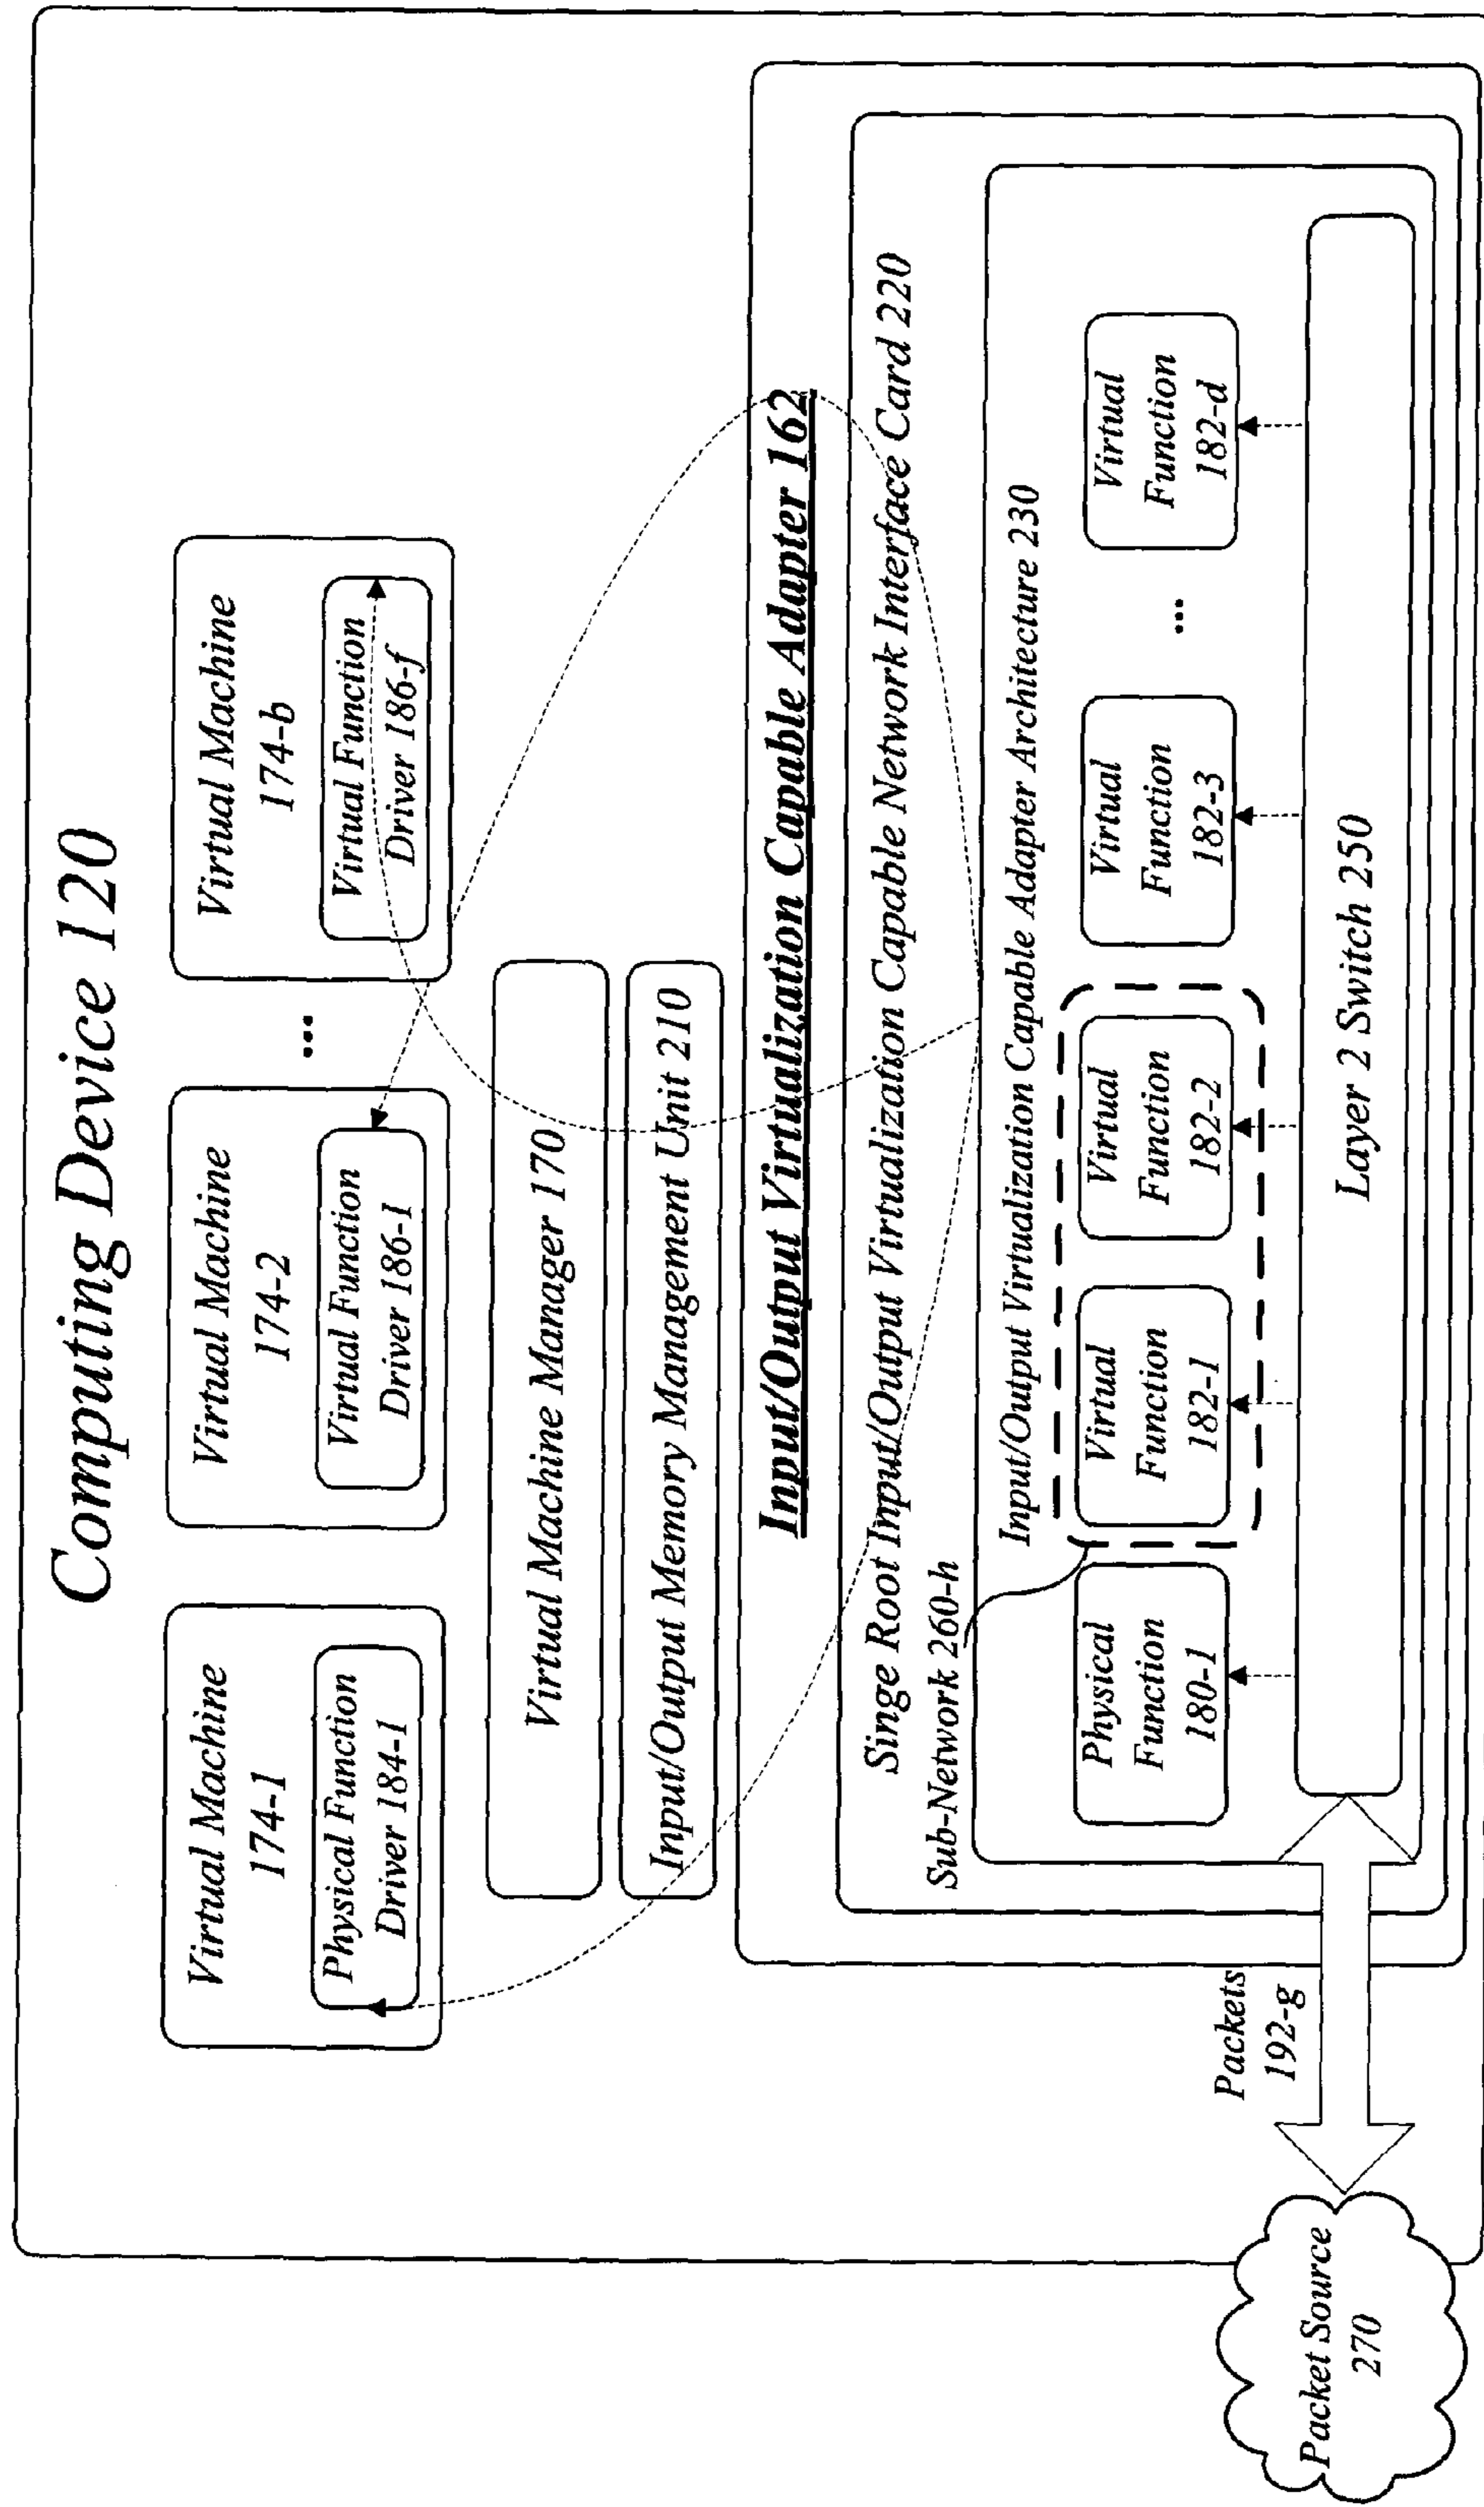 Computing Device 120
Virtual Machine
174-1
Physical Function
Driver 184-1
Virtual Machine
174-2
Virtual Function
Driver 186-1
...
Virtual Machine
174-b
Virtual Function
Driver 186-f
Virtual Machine Manager 170
Input/Output Memory Management Unit 210
Input/Output Virtualization Capable Adapter 162
Singe Root Input/Output Virtualization Capable Network Interface Card 220
Sub-Network 260-h
Input/Output Virtualization Capable Adapter Architecture 230
Physical
Function
180-1
Virtual
Function
182-1
Virtual
Function
182-2
Virtual
Function
182-3
...
Virtual
Function
182-d
Layer 2 Switch 250
Packets
192-g
Packet Source
270